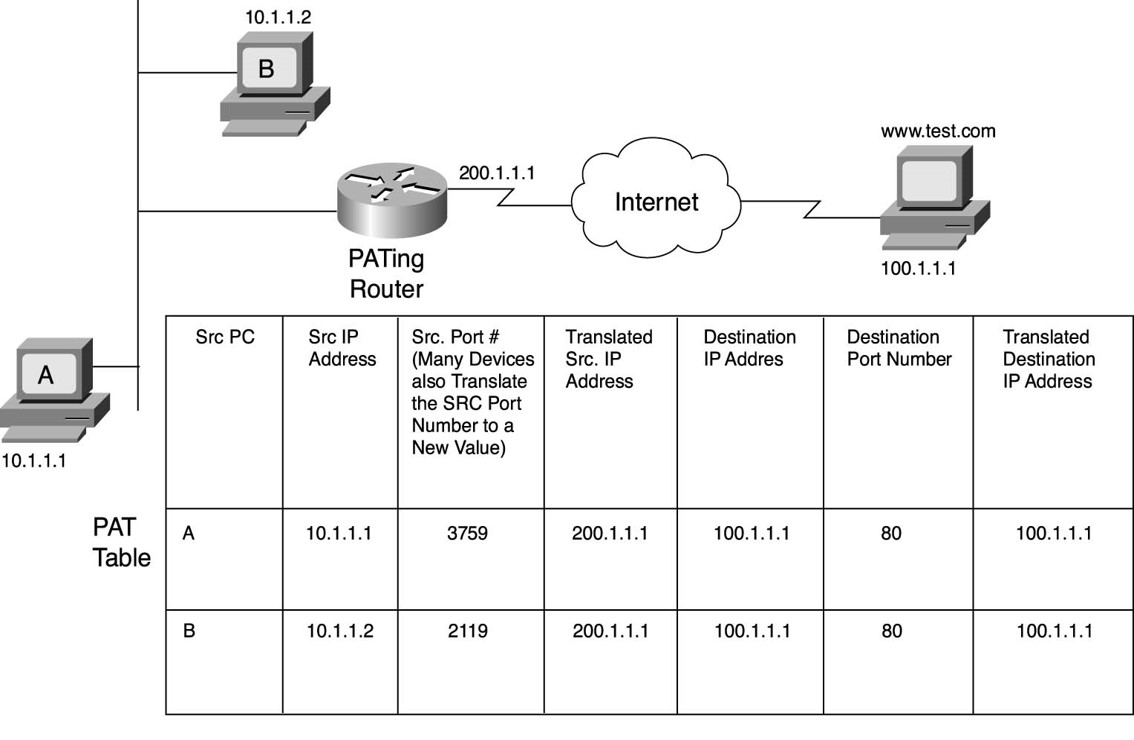 10.1.1.2
B
www.test.com
200.1.1.1
Internet
PATing
Router
100.1.1.1
A
10.1.1.1
PAT
Table
Src PC
Src IP
Address
Src. Port #
(Many Devices
also Translate
the SRC Port
Number to a
New Value)
Translated
Src. IP
Address
Destination
IP Addres
Destination
Port Number
Translated
Destination
IP Address
A 10.1.1.1 3759 200.1.1.1 100.1.1.1 80 100.1.1.1
B 10.1.1.2 2119 200.1.1.1 100.1.1.1 80 100.1.1.1